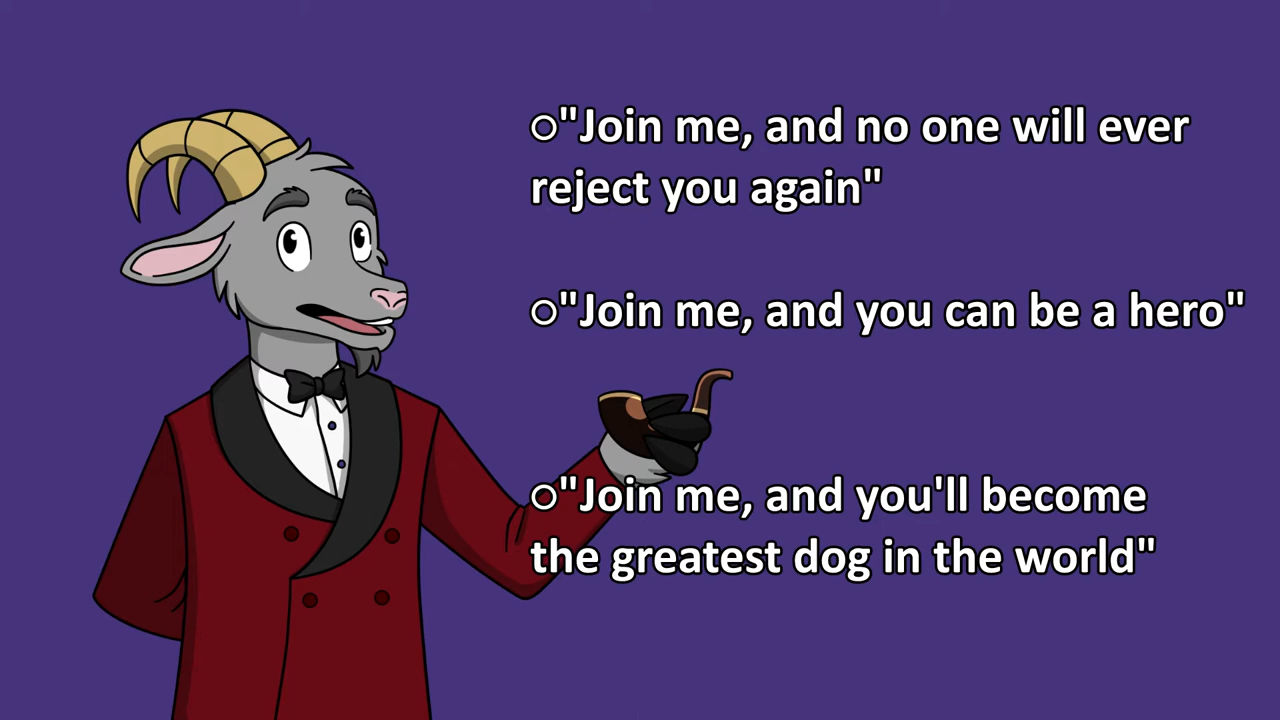 ○"Join me, and no one will ever
reject you again"
○"Join me, and you can be a hero"
○"Join me, and you'll become
the greatest dog in the world"